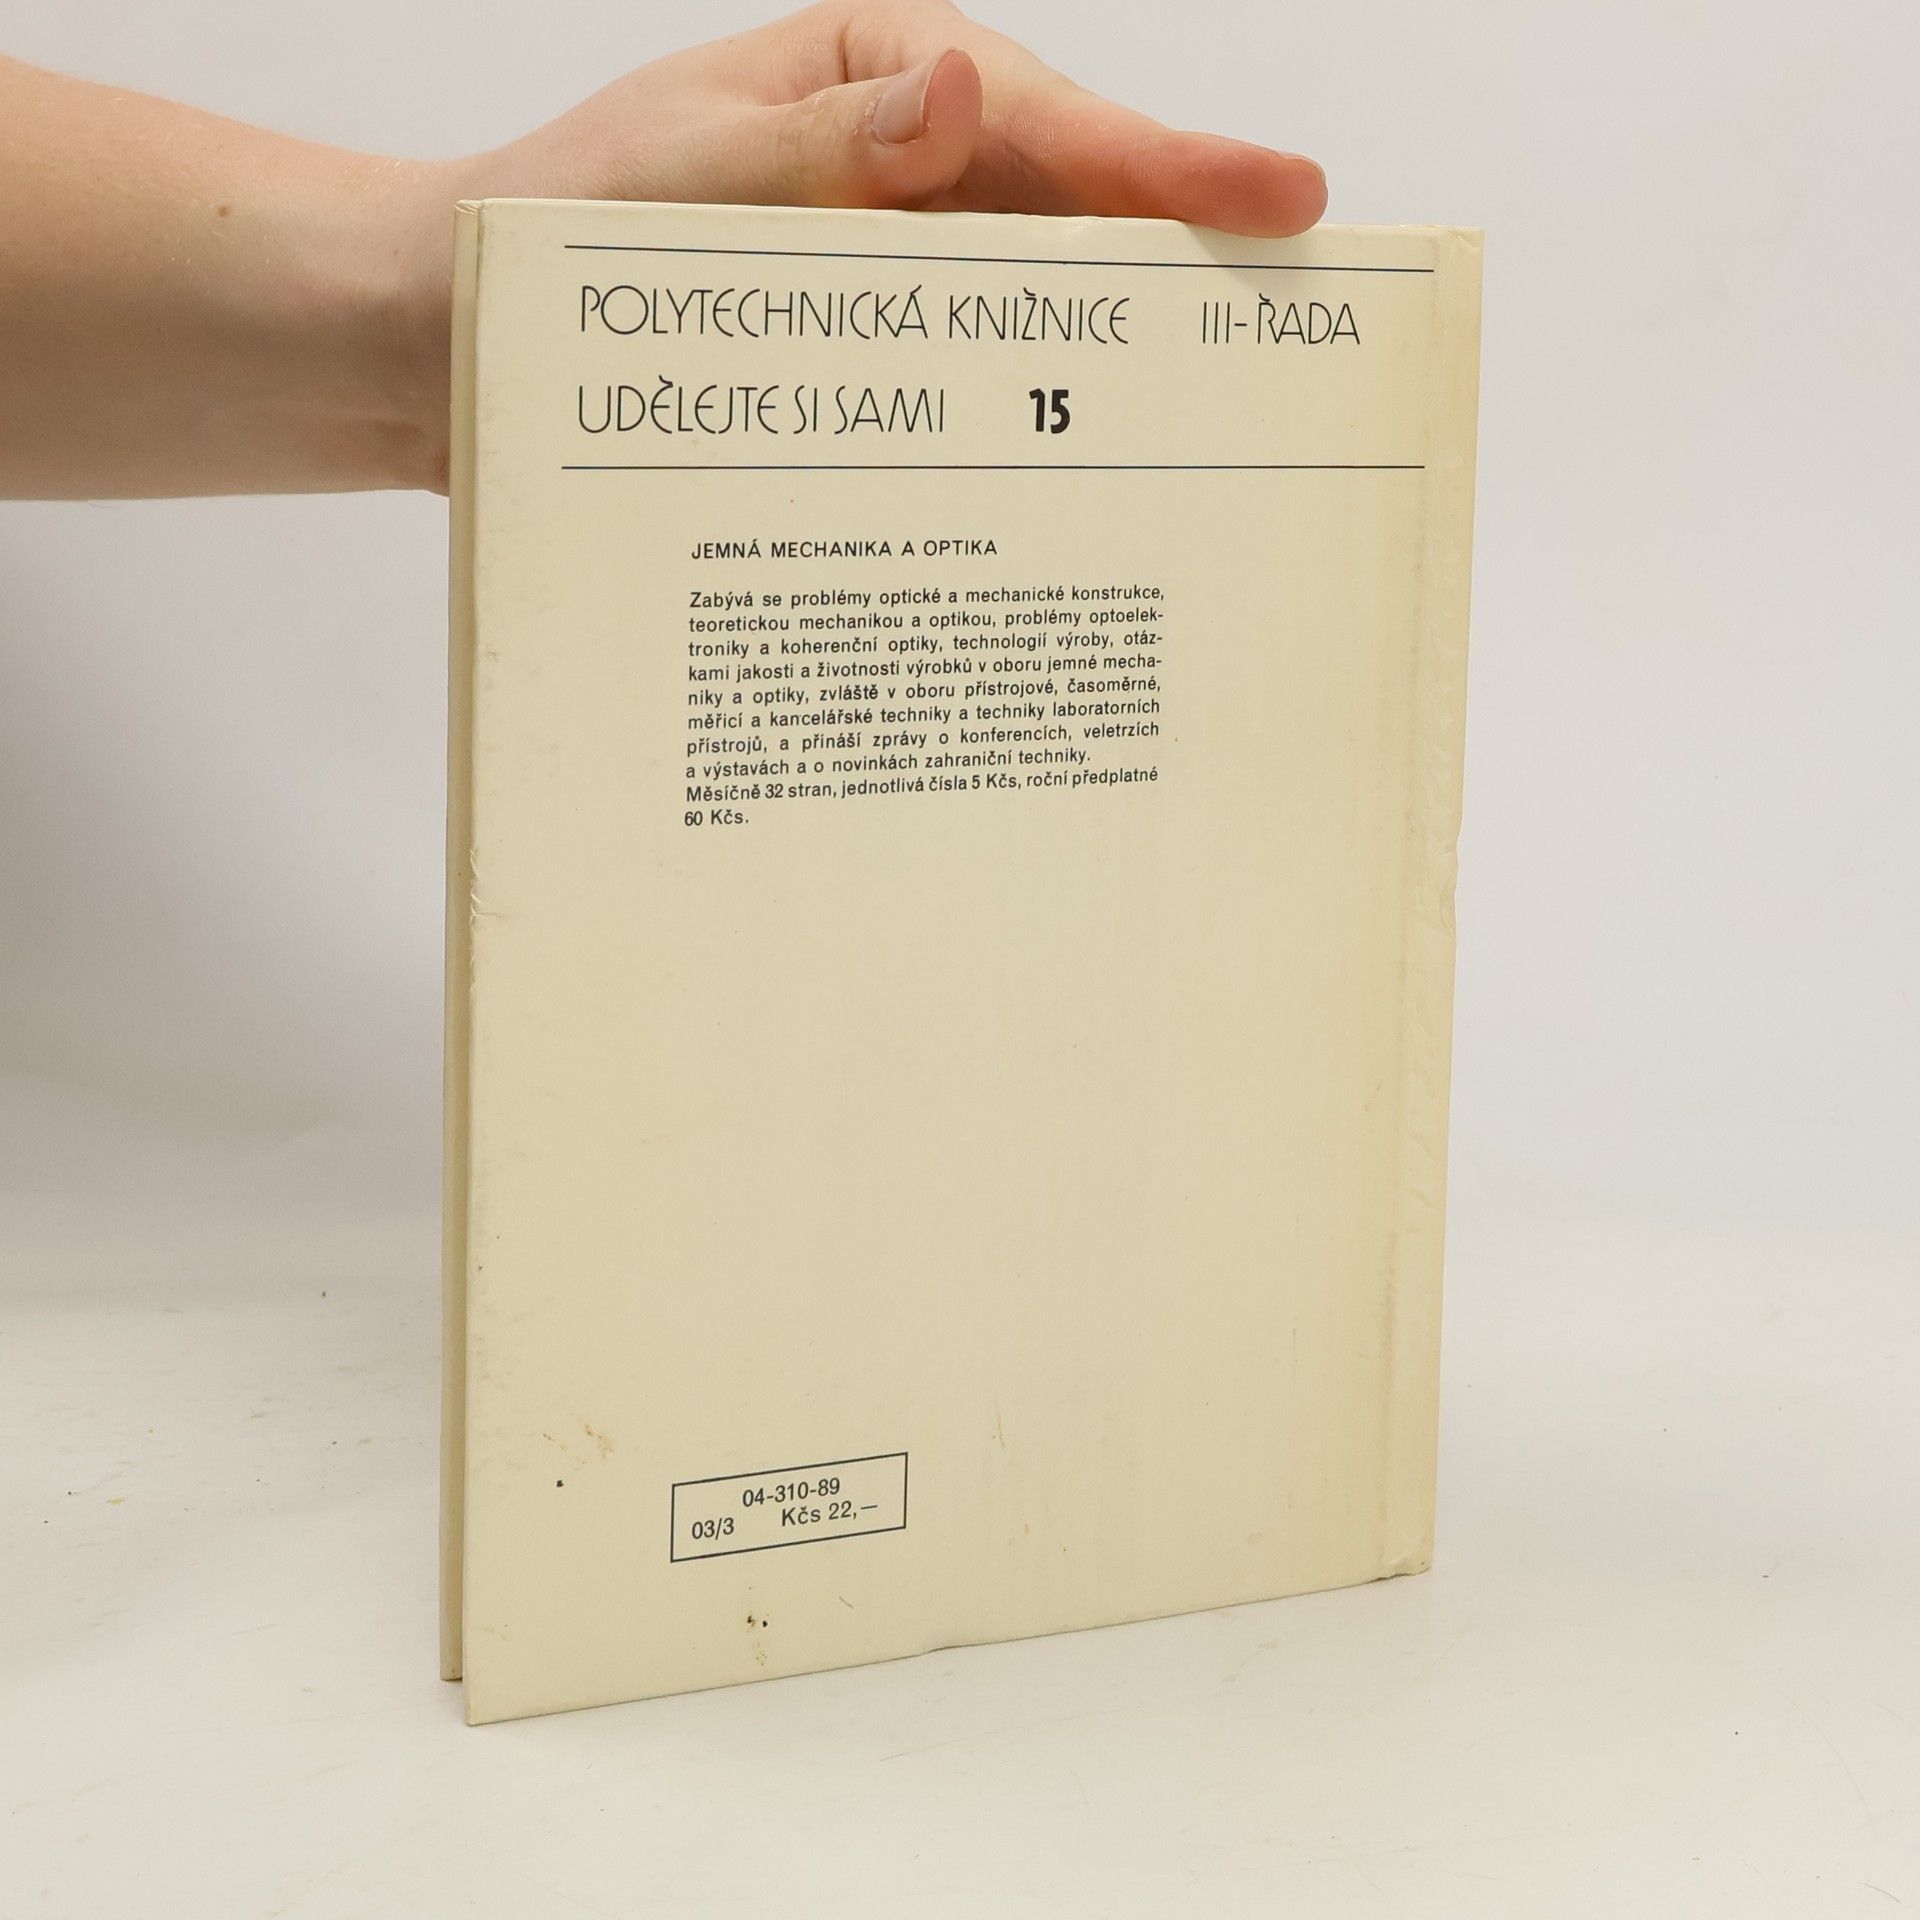 POLYTECHNICKÁ KNIŽNICE III-ŘADA
UDĚLEJTE SI SAMI 15
JEMNÁ MECHANIKA A OPTIKA
Zabývá se problémy optické a mechanické konstrukce,
teoretickou mechanikou a optikou, problémy optoelek-
troniky a koherenční optiky, technologií výroby, otáz-
kami jakosti a životnosti výrobků v oboru jemné mecha-
niky a optiky, zvláště v oboru přístrojové, časoměrné,
měřicí a kancelářské techniky a techniky laboratorních
přístrojů, a přináší zprávy o konferencích, veletrzích
a výstavách a o novinkách zahraniční techniky.
Měsíčně 32 stran, jednotlivá čísla 5 Kčs, roční předplatné
60 Kčs.
04-310-89
03/3 Kčs 22,—